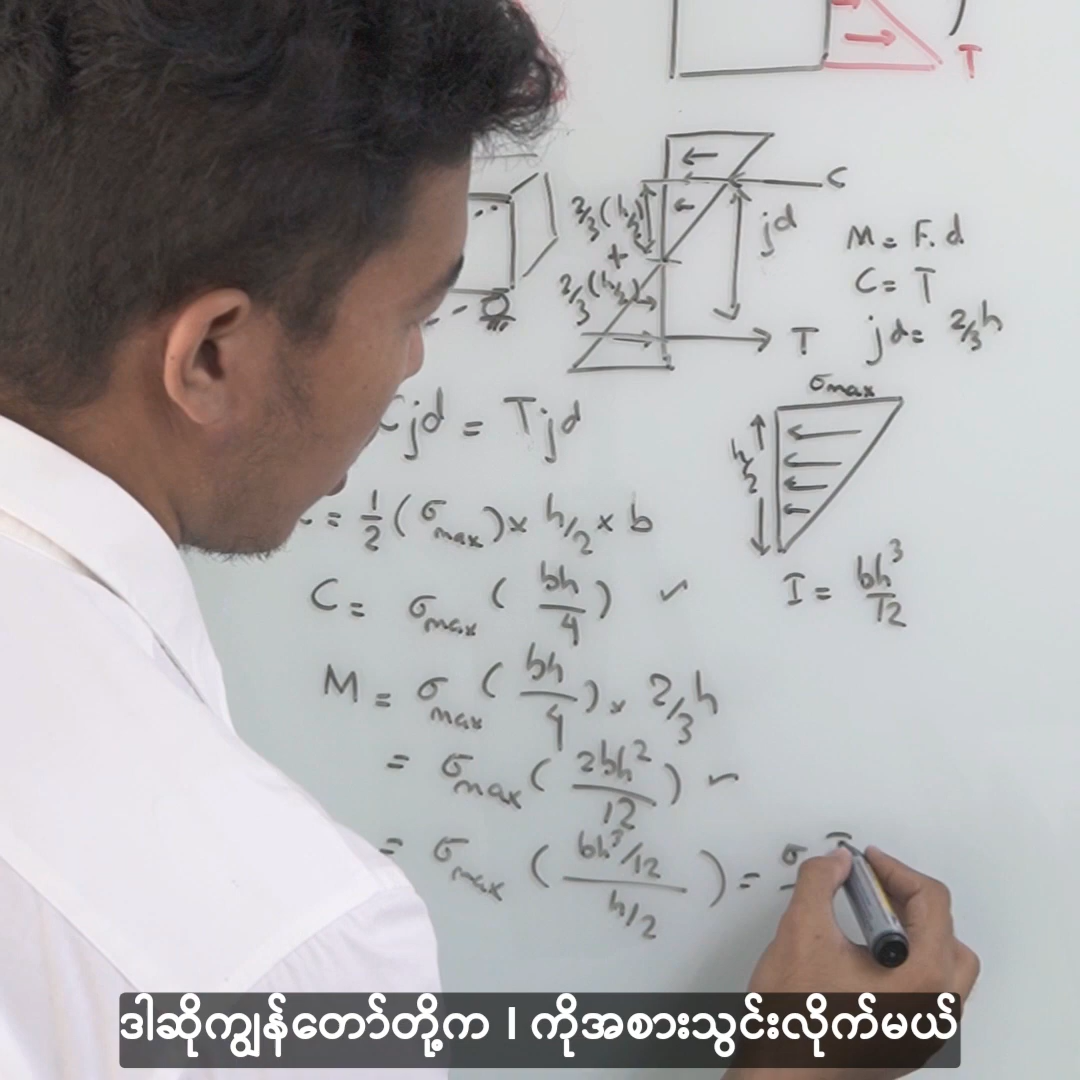 T
C
2/3(h/2)
+
2/3(h/2)
jd
T
M = F.d
C = T
jd = 2/3h
σmax
h/2
I = bh³/12
Cjd = Tjd
= 1/2 (σmax) x h/2 x b
C = σmax (bh/4) ✓
M = σmax (bh/4) x 2/3h
= σmax (2bh²/12) ✓
= σmax (bh³/12 / h/2) = σ
ဒါဆိုကျွန်တော်တို့က I ကိုအစားသွင်းလိုက်မယ်